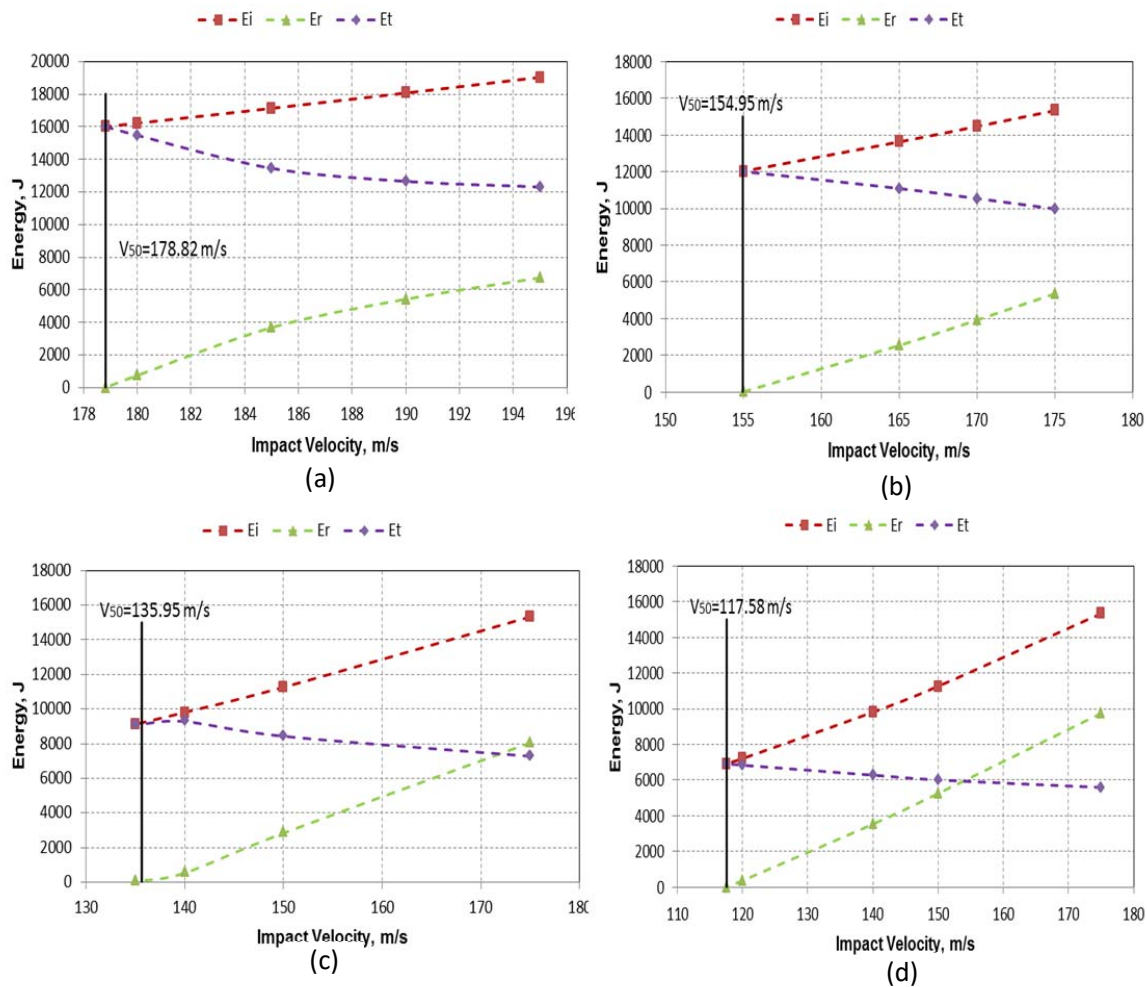 Ei Er Et
20000
18000
16000
14000
12000
10000
8000
6000
4000
2000
0
Energy, J
V50=178.82 m/s
178 180 182 184 186 188 190 192 194 196
Impact Velocity, m/s
(a)
Ei Er Et
18000
16000
14000
12000
10000
8000
6000
4000
2000
0
Energy, J
V50=154.95 m/s
150 155 160 165 170 175 180
Impact Velocity, m/s
(b)
Ei Er Et
18000
16000
14000
12000
10000
8000
6000
4000
2000
0
Energy, J
V50=135.95 m/s
130 140 150 160 170 180
Impact Velocity, m/s
(c)
Ei Er Et
18000
16000
14000
12000
10000
8000
6000
4000
2000
0
Energy, J
V50=117.58 m/s
110 120 130 140 150 160 170 180
Impact Velocity, m/s
(d)